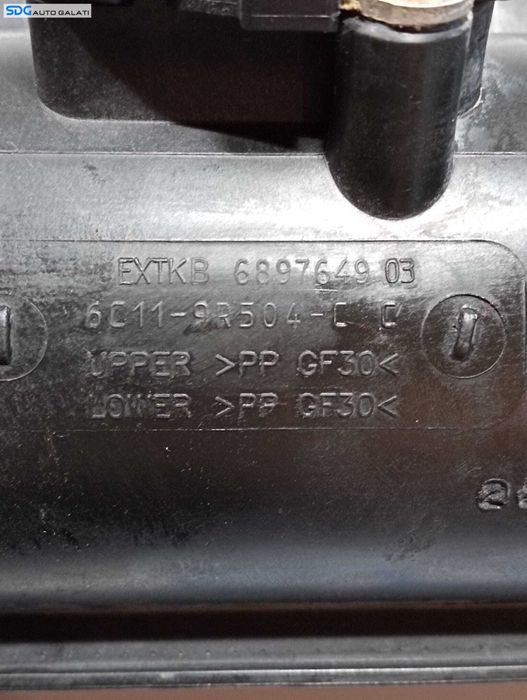 SDG AUTO GALATI
EXTKB 6897649 03
6C11-9R504-C C
UPPER >PP GF30<
LOWER >PP GF30<